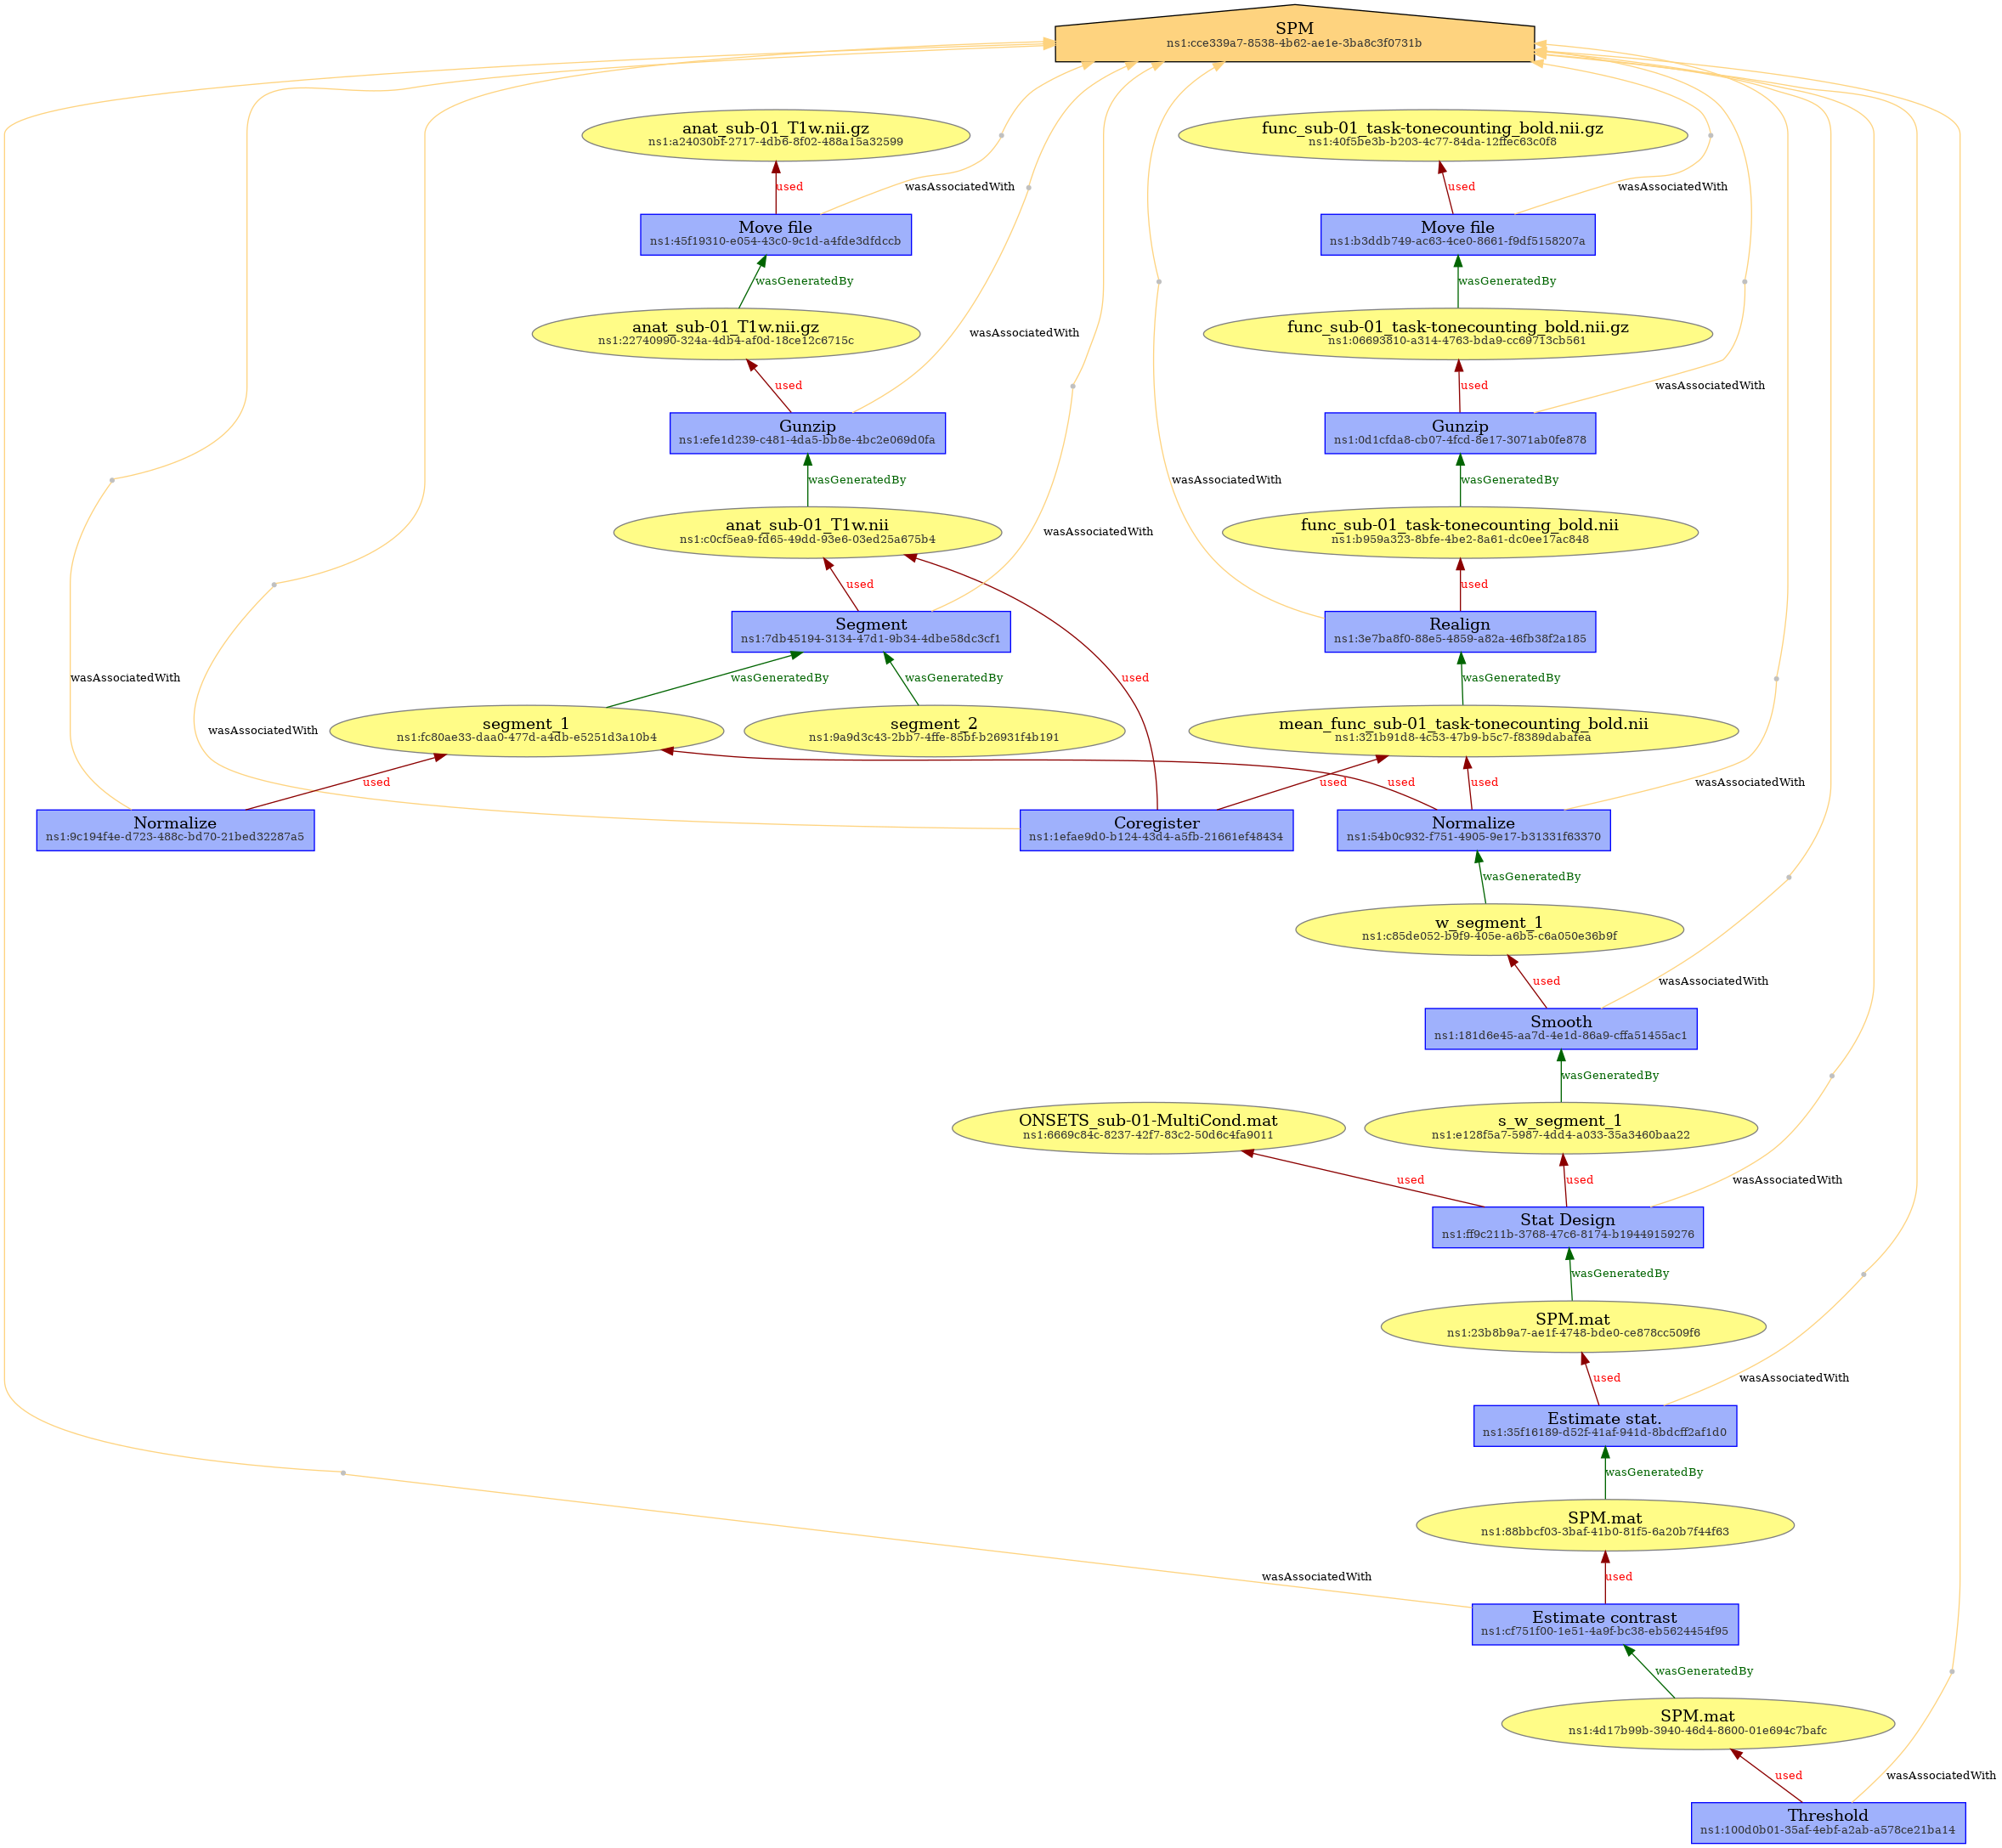 SPM
ns1:cce339a7-8538-4b62-ae1e-3ba8c3f0731b
anat_sub-01_T1w.nii.gz
ns1:a24030bf-2717-4db6-8f02-488a15a32599
func_sub-01_task-tonecounting_bold.nii.gz
ns1:40f5be3b-b203-4c77-84da-12ffec63c0f8
used
wasAssociatedWith
used
wasAssociatedWith
Move file
ns1:45f19310-e054-43c0-9c1d-a4fde3dfdccb
Move file
ns1:b3ddb749-ac63-4ce0-8661-f9df5158207a
wasGeneratedBy
wasGeneratedBy
anat_sub-01_T1w.nii.gz
ns1:22740990-324a-4db4-af0d-18ce12c6715c
wasAssociatedWith
func_sub-01_task-tonecounting_bold.nii.gz
ns1:06693810-a314-4763-bda9-cc69713cb561
used
used
wasAssociatedWith
Gunzip
ns1:efe1d239-c481-4da5-bb8e-4bc2e069d0fa
Gunzip
ns1:0d1cfda8-cb07-4fcd-8e17-3071ab0fe878
wasGeneratedBy
wasAssociatedWith
wasGeneratedBy
anat_sub-01_T1w.nii
ns1:c0cf5ea9-fd65-49dd-93e6-03ed25a675b4
wasAssociatedWith
func_sub-01_task-tonecounting_bold.nii
ns1:b959a323-8bfe-4be2-8a61-dc0ee17ac848
used
used
Segment
ns1:7db45194-3134-47d1-9b34-4dbe58dc3cf1
Realign
ns1:3e7ba8f0-88e5-4859-a82a-46fb38f2a185
wasAssociatedWith
wasGeneratedBy
wasGeneratedBy
used
wasGeneratedBy
wasAssociatedWith
segment_1
ns1:fc80ae33-daa0-477d-a4db-e5251d3a10b4
segment_2
ns1:9a9d3c43-2bb7-4ffe-85bf-b26931f4b191
mean_func_sub-01_task-tonecounting_bold.nii
ns1:321b91d8-4c53-47b9-b5c7-f8389dabafea
used
used
used
used
wasAssociatedWith
Normalize
ns1:9c194f4e-d723-488c-bd70-21bed32287a5
Coregister
ns1:1efae9d0-b124-43d4-a5fb-21661ef48434
Normalize
ns1:54b0c932-f751-4905-9e17-b31331f63370
wasGeneratedBy
w_segment_1
ns1:c85de052-b9f9-405e-a6b5-c6a050e36b9f
used
wasAssociatedWith
Smooth
ns1:181d6e45-aa7d-4e1d-86a9-cffa51455ac1
wasGeneratedBy
ONSETS_sub-01-MultiCond.mat
ns1:6669c84c-8237-42f7-83c2-50d6c4fa9011
s_w_segment_1
ns1:e128f5a7-5987-4dd4-a033-35a3460baa22
used
used
wasAssociatedWith
Stat Design
ns1:ff9c211b-3768-47c6-8174-b19449159276
wasGeneratedBy
SPM.mat
ns1:23b8b9a7-ae1f-4748-bde0-ce878cc509f6
used
wasAssociatedWith
Estimate stat.
ns1:35f16189-d52f-41af-941d-8bdcff2af1d0
wasGeneratedBy
SPM.mat
ns1:88bbcf03-3baf-41b0-81f5-6a20b7f44f63
wasAssociatedWith
used
Estimate contrast
ns1:cf751f00-1e51-4a9f-bc38-eb5624454f95
wasGeneratedBy
SPM.mat
ns1:4d17b99b-3940-46d4-8600-01e694c7bafc
used
wasAssociatedWith
Threshold
ns1:100d0b01-35af-4ebf-a2ab-a578ce21ba14